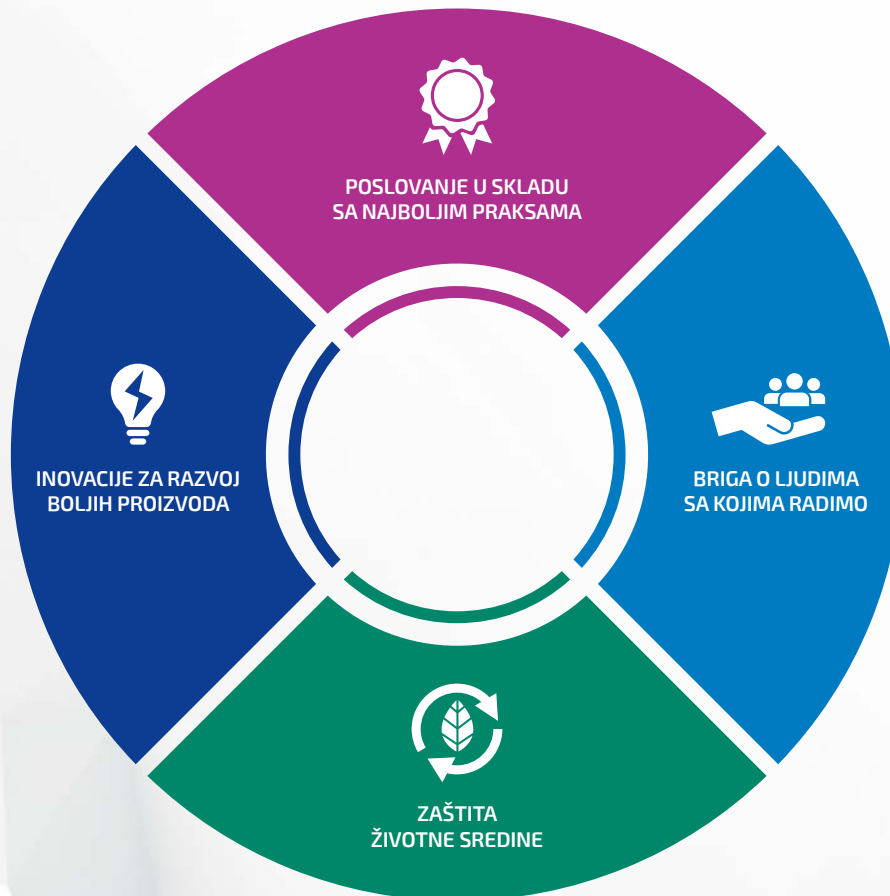 POSLOVANJE U SKLADU
SA NAJBOLJIM PRAKSAMA
INOVACIJE ZA RAZVOJ
BOLJIH PROIZVODA
BRIGA O LJUDIMA
SA KOJIMA RADIMO
ZAŠTITA
ŽIVOTNE SREDINE